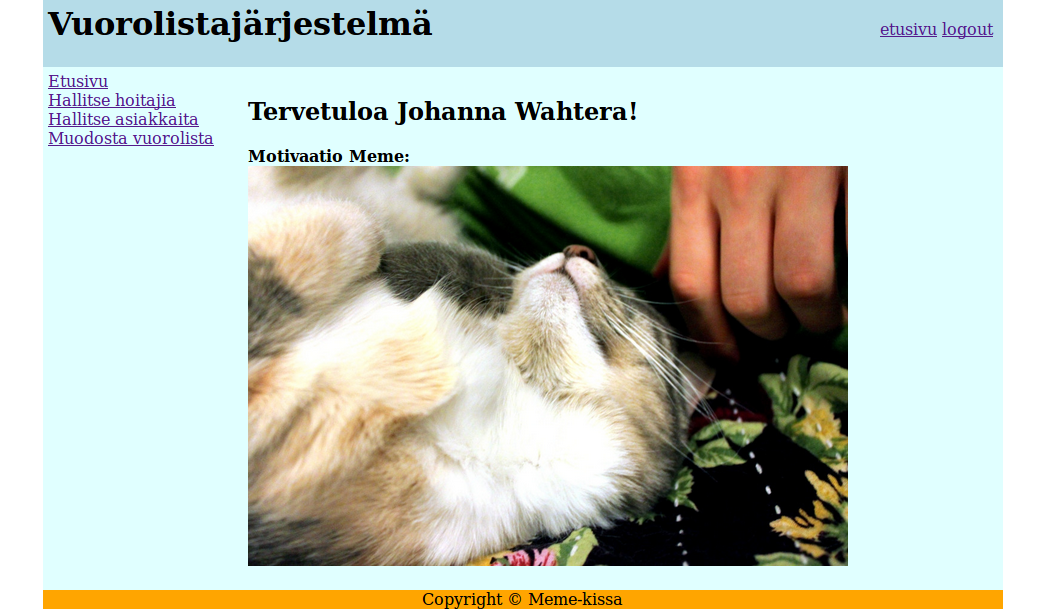 Vuorolistajärjestelmä
etusivu logout
Etusivu
Hallitse hoitajia
Hallitse asiakkaita
Muodosta vuorolista
Tervetuloa Johanna Wahtera!
Motivaatio Meme:
Copyright © Meme-kissa